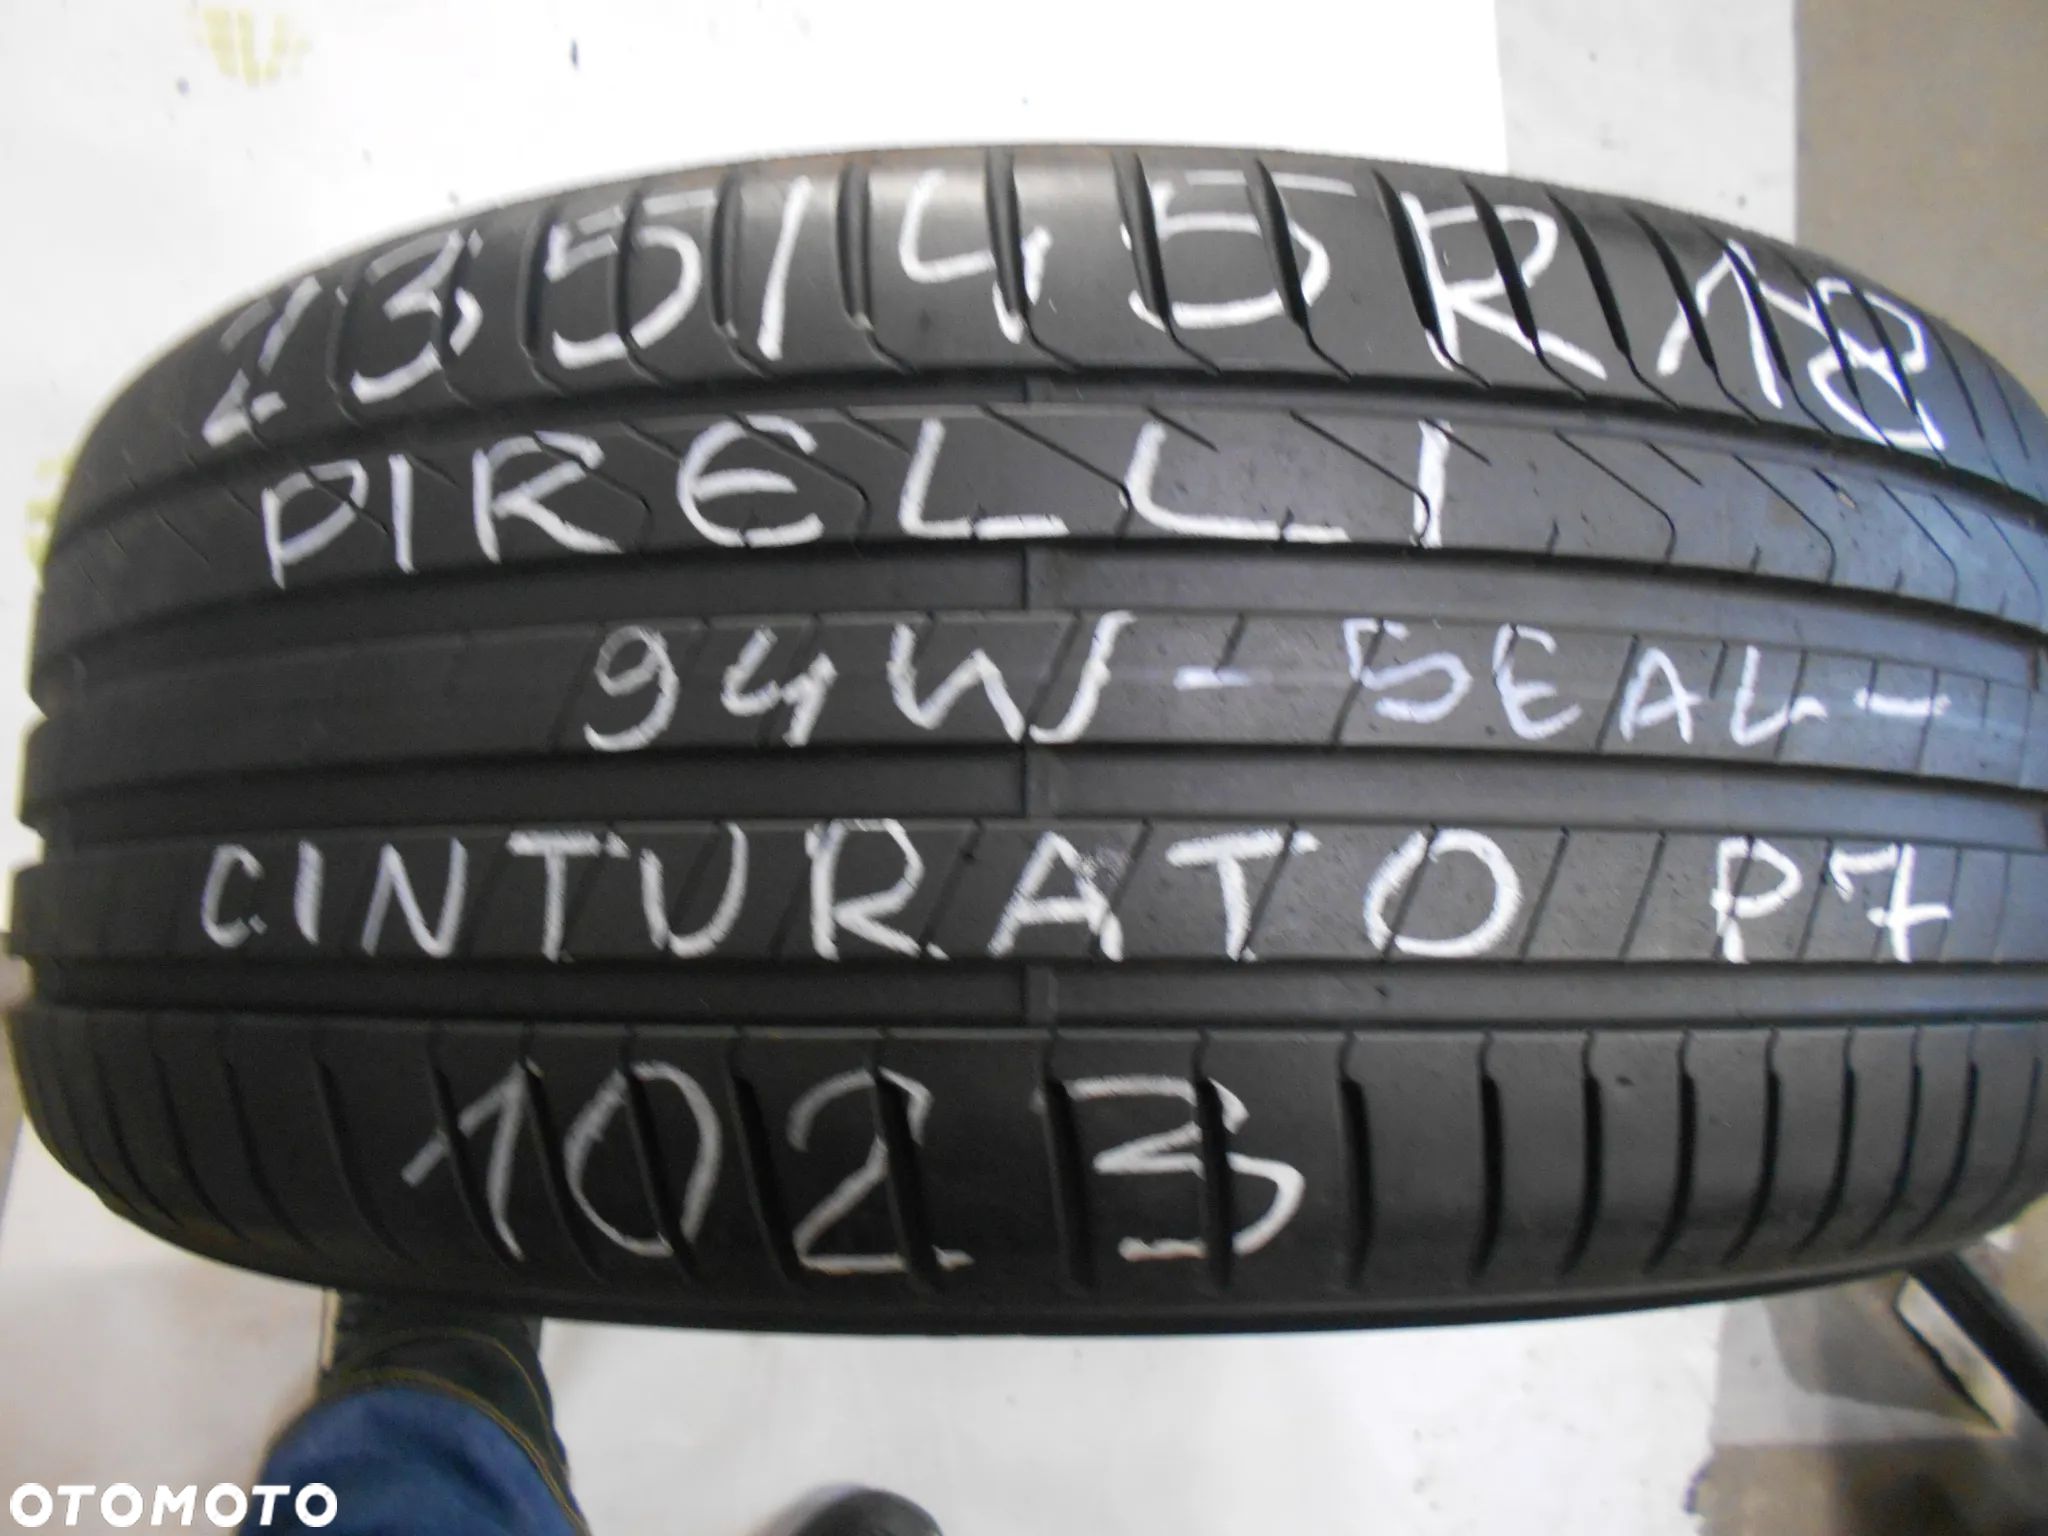 235/45R18
PIRELLI
94W - SEAL -
CINTURATO P7
1023
OTOMOTO